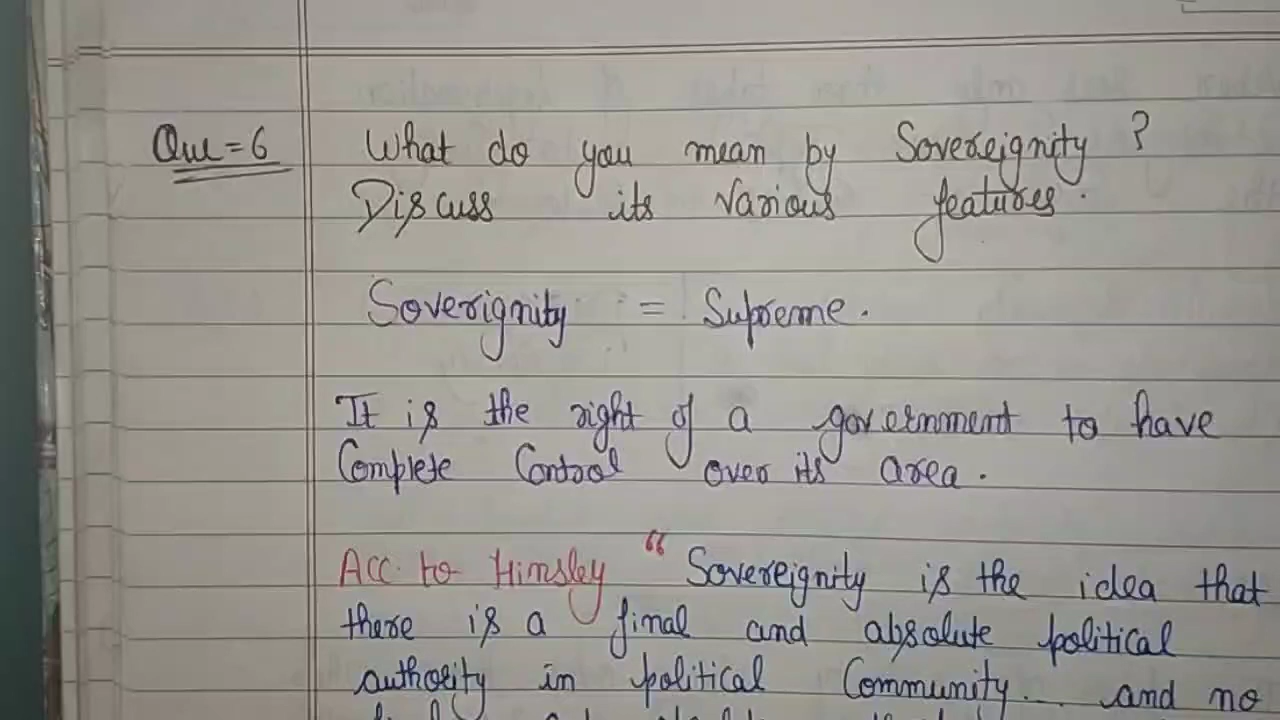 Que = 6 What do you mean by Sovereignity ?
Discuss its various features.
Soverignity = Supreme.
It is the right of a government to have
Complete Control over its area.
Acc. to Hinsley "Sovereignity is the idea that
there is a final and absolute political
authority in political Community.. and no